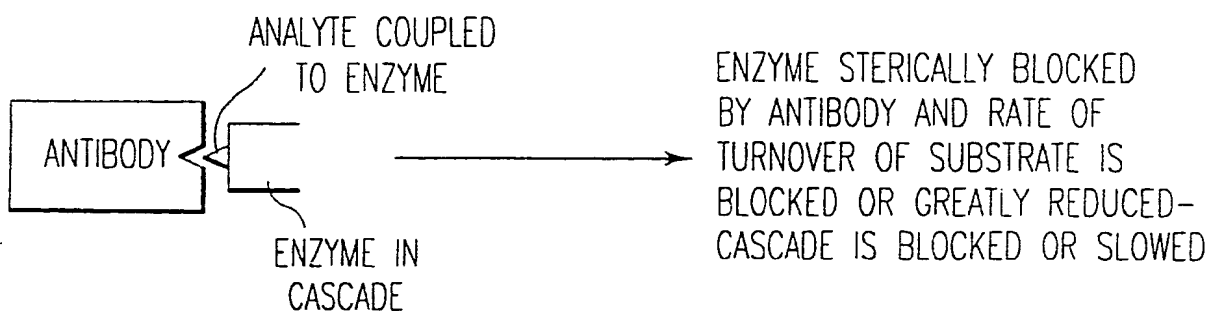 ANALYTE COUPLED
TO ENZYME
ANTIBODY
ENZYME IN
CASCADE
ENZYME STERICALLY BLOCKED
BY ANTIBODY AND RATE OF
TURNOVER OF SUBSTRATE IS
BLOCKED OR GREATLY REDUCED-
CASCADE IS BLOCKED OR SLOWED